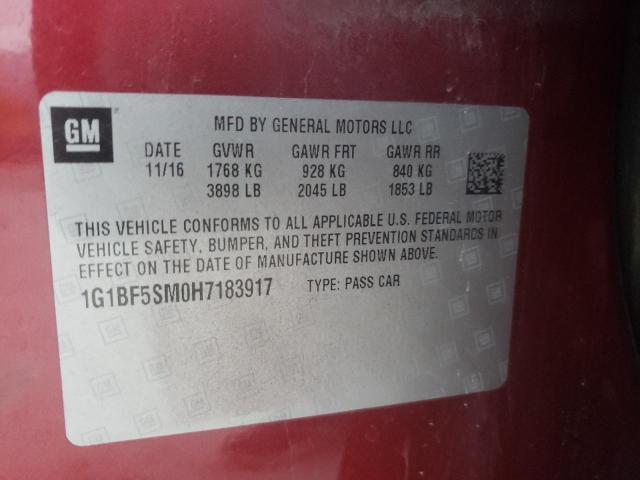 GM
MFD BY GENERAL MOTORS LLC
DATE GVWR GAWR FRT GAWR RR
11/16 1768 KG 928 KG 840 KG
3898 LB 2045 LB 1853 LB
THIS VEHICLE CONFORMS TO ALL APPLICABLE U.S. FEDERAL MOTOR
VEHICLE SAFETY, BUMPER, AND THEFT PREVENTION STANDARDS IN
EFFECT ON THE DATE OF MANUFACTURE SHOWN ABOVE.
1G1BF5SM0H7183917 TYPE: PASS CAR